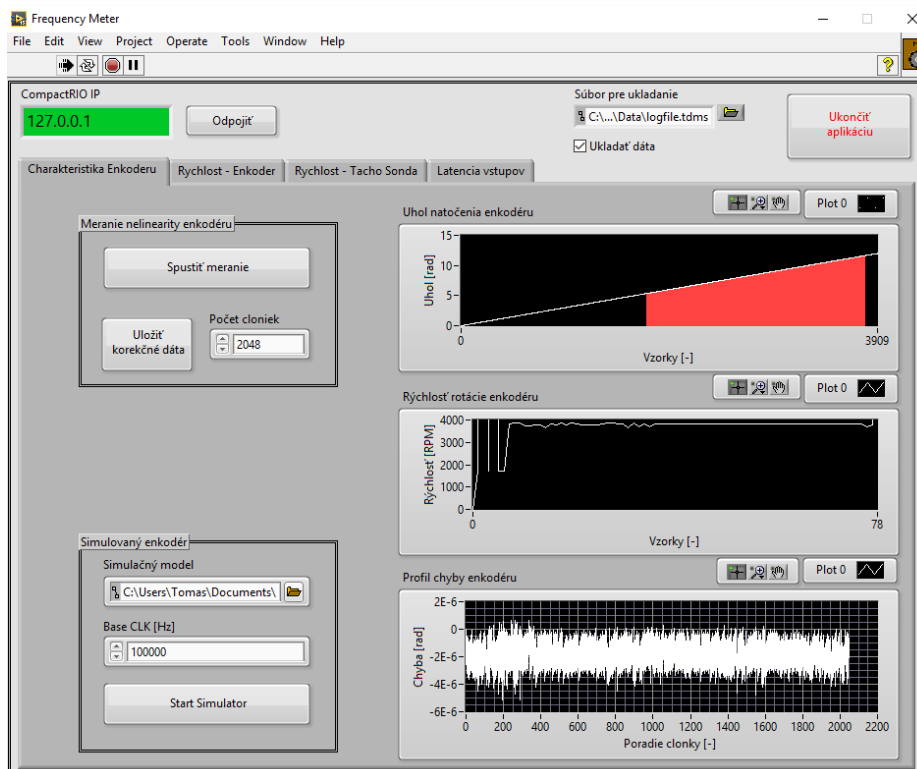 Frequency Meter
File Edit View Project Operate Tools Window Help
CompactRIO IP
127.0.0.1
Odpojiť
Súbor pre ukladanie
C:\...\Data\logfile.tdms
Ukladať dáta
Ukončiť
aplikáciu
Charakteristika Enkoderu
Rychlost - Enkoder
Rychlost - Tacho Sonda
Latencia vstupov
Meranie nelinearity enkodéru
Spustiť meranie
Uložiť
korekčné dáta
Počet cloniek
2048
Simulovaný enkodér
Simulačný model
C:\Users\Tomas\Documents\
Base CLK [Hz]
100000
Start Simulator
Uhol natočenia enkodéru
Plot 0
Uhol [rad]
15
10
5
0
0 3909
Vzorky [-]
Rýchlosť rotácie enkodéru
Plot 0
Rýchlosť [RPM]
4000
3000
2000
1000
0
0 78
Vzorky [-]
Profil chyby enkodéru
Plot 0
Chyba [rad]
2E-6
0
-2E-6
-4E-6
-6E-6
0 200 400 600 800 1000 1200 1400 1600 1800 2000 2200
Poradie clonky [-]